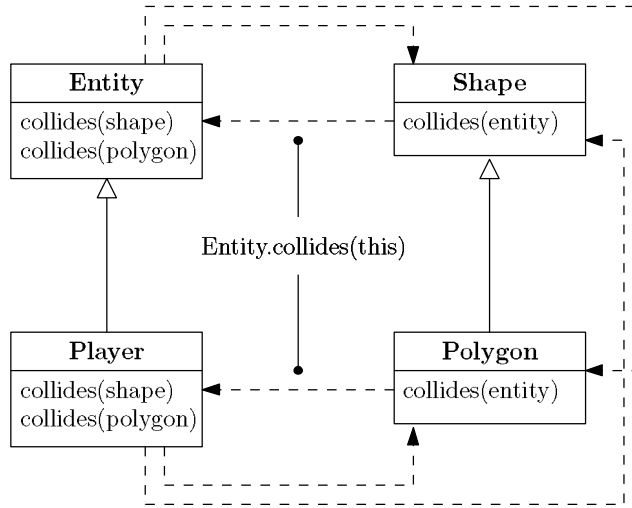 Entity
collides(shape)
collides(polygon)
Shape
collides(entity)
Entity.collides(this)
Player
collides(shape)
collides(polygon)
Polygon
collides(entity)